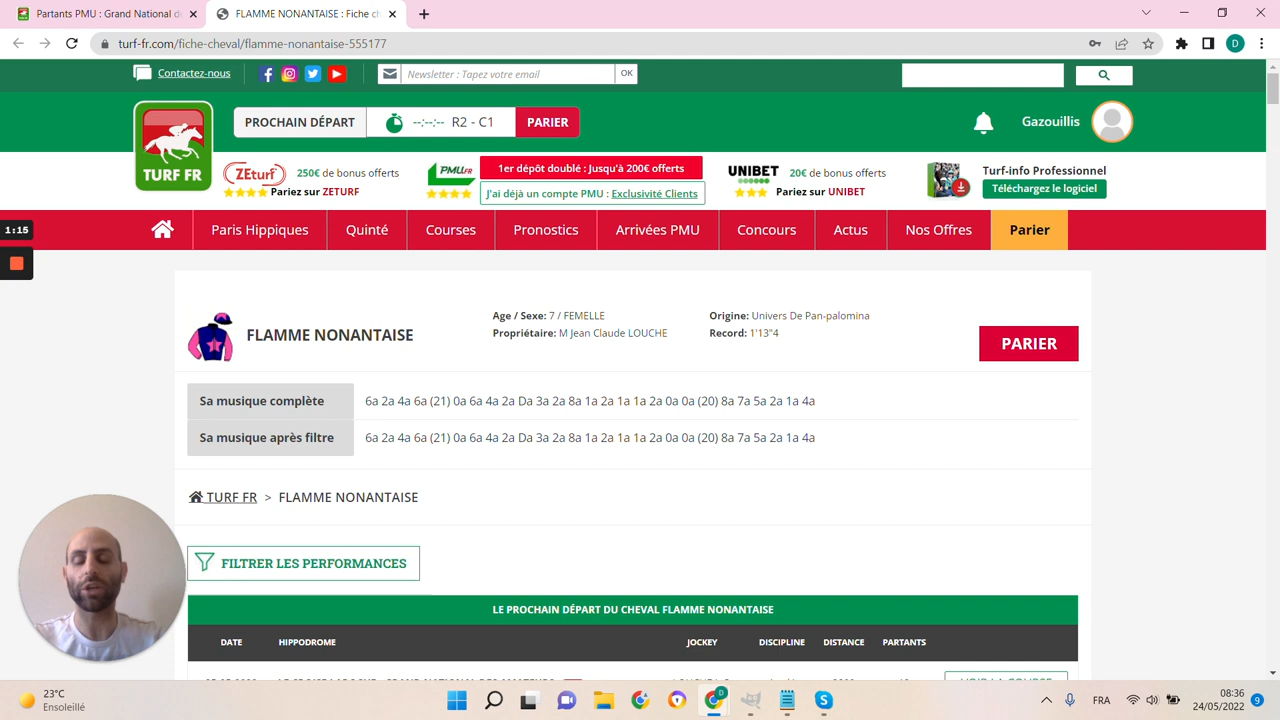 Partants PMU : Grand National d
FLAMME NONANTAISE : Fiche ch
turf-fr.com/fiche-cheval/flamme-nonantaise-555177
D
Contactez-nous
Newsletter : Tapez votre email
OK
PROCHAIN DÉPART
--:--:-- R2 - C1
PARIER
Gazouillis
TURF FR
ZEturf
250€ de bonus offerts
Pariez sur ZETURF
PMU.FR
1er dépôt doublé : Jusqu'à 200€ offerts
J'ai déjà un compte PMU : Exclusivité Clients
UNIBET
20€ de bonus offerts
Pariez sur UNIBET
Turf-info Professionnel
Téléchargez le logiciel
1:15
Paris Hippiques
Quinté
Courses
Pronostics
Arrivées PMU
Concours
Actus
Nos Offres
Parier
FLAMME NONANTAISE
Age / Sexe: 7 / FEMELLE
Propriétaire: M Jean Claude LOUCHE
Origine: Univers De Pan-palomina
Record: 1'13"4
PARIER
Sa musique complète
6a 2a 4a 6a (21) 0a 6a 4a 2a Da 3a 2a 8a 1a 2a 1a 1a 2a 0a 0a (20) 8a 7a 5a 2a 1a 4a
Sa musique après filtre
6a 2a 4a 6a (21) 0a 6a 4a 2a Da 3a 2a 8a 1a 2a 1a 1a 2a 0a 0a (20) 8a 7a 5a 2a 1a 4a
TURF FR > FLAMME NONANTAISE
FILTRER LES PERFORMANCES
LE PROCHAIN DÉPART DU CHEVAL FLAMME NONANTAISE
DATE HIPPODROME JOCKEY DISCIPLINE DISTANCE PARTANTS
23°C
Ensoleillé
D
FRA
08:36
24/05/2022
9